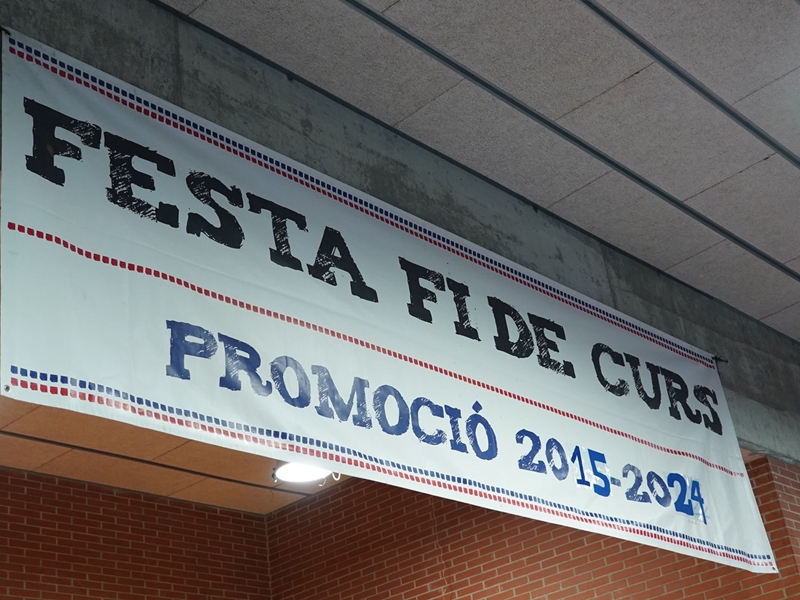 FESTA FI DE CURS
PROMOCIÓ 2015-2024